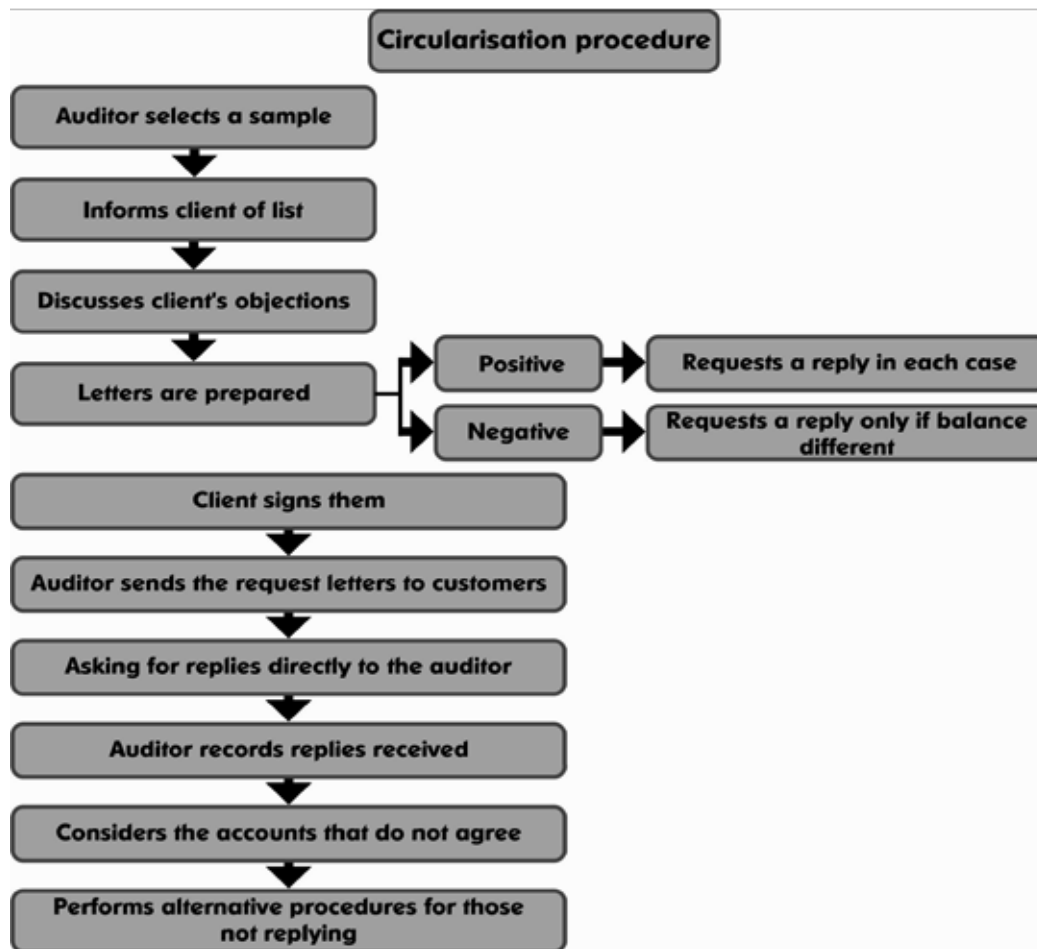 Circularisation procedure
Auditor selects a sample
Informs client of list
Discusses client's objections
Letters are prepared
Positive
Requests a reply in each case
Negative
Requests a reply only if balance
different
Client signs them
Auditor sends the request letters to customers
Asking for replies directly to the auditor
Auditor records replies received
Considers the accounts that do not agree
Performs alternative procedures for those
not replying